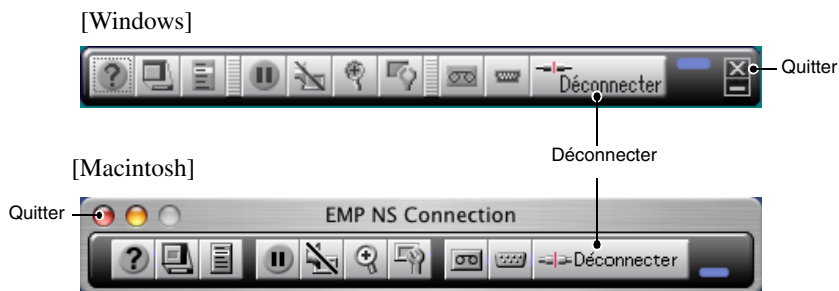 [Windows]
Déconnecter
Quitter
Déconnecter
[Macintosh]
Quitter
EMP NS Connection
Déconnecter